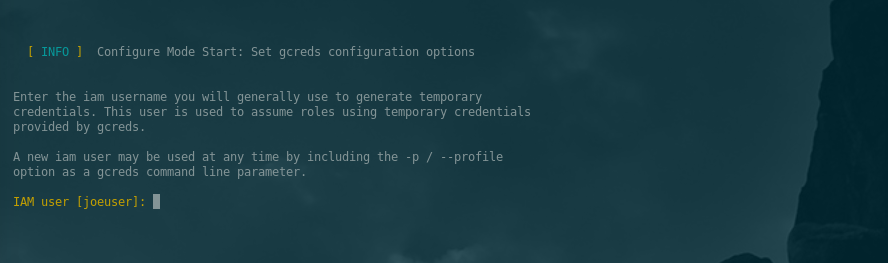 [ INFO ]  Configure Mode Start: Set gcreds configuration options
Enter the iam username you will generally use to generate temporary
credentials. This user is used to assume roles using temporary credentials
provided by gcreds.
A new iam user may be used at any time by including the -p / --profile
option as a gcreds command line parameter.
IAM user [joeuser]: